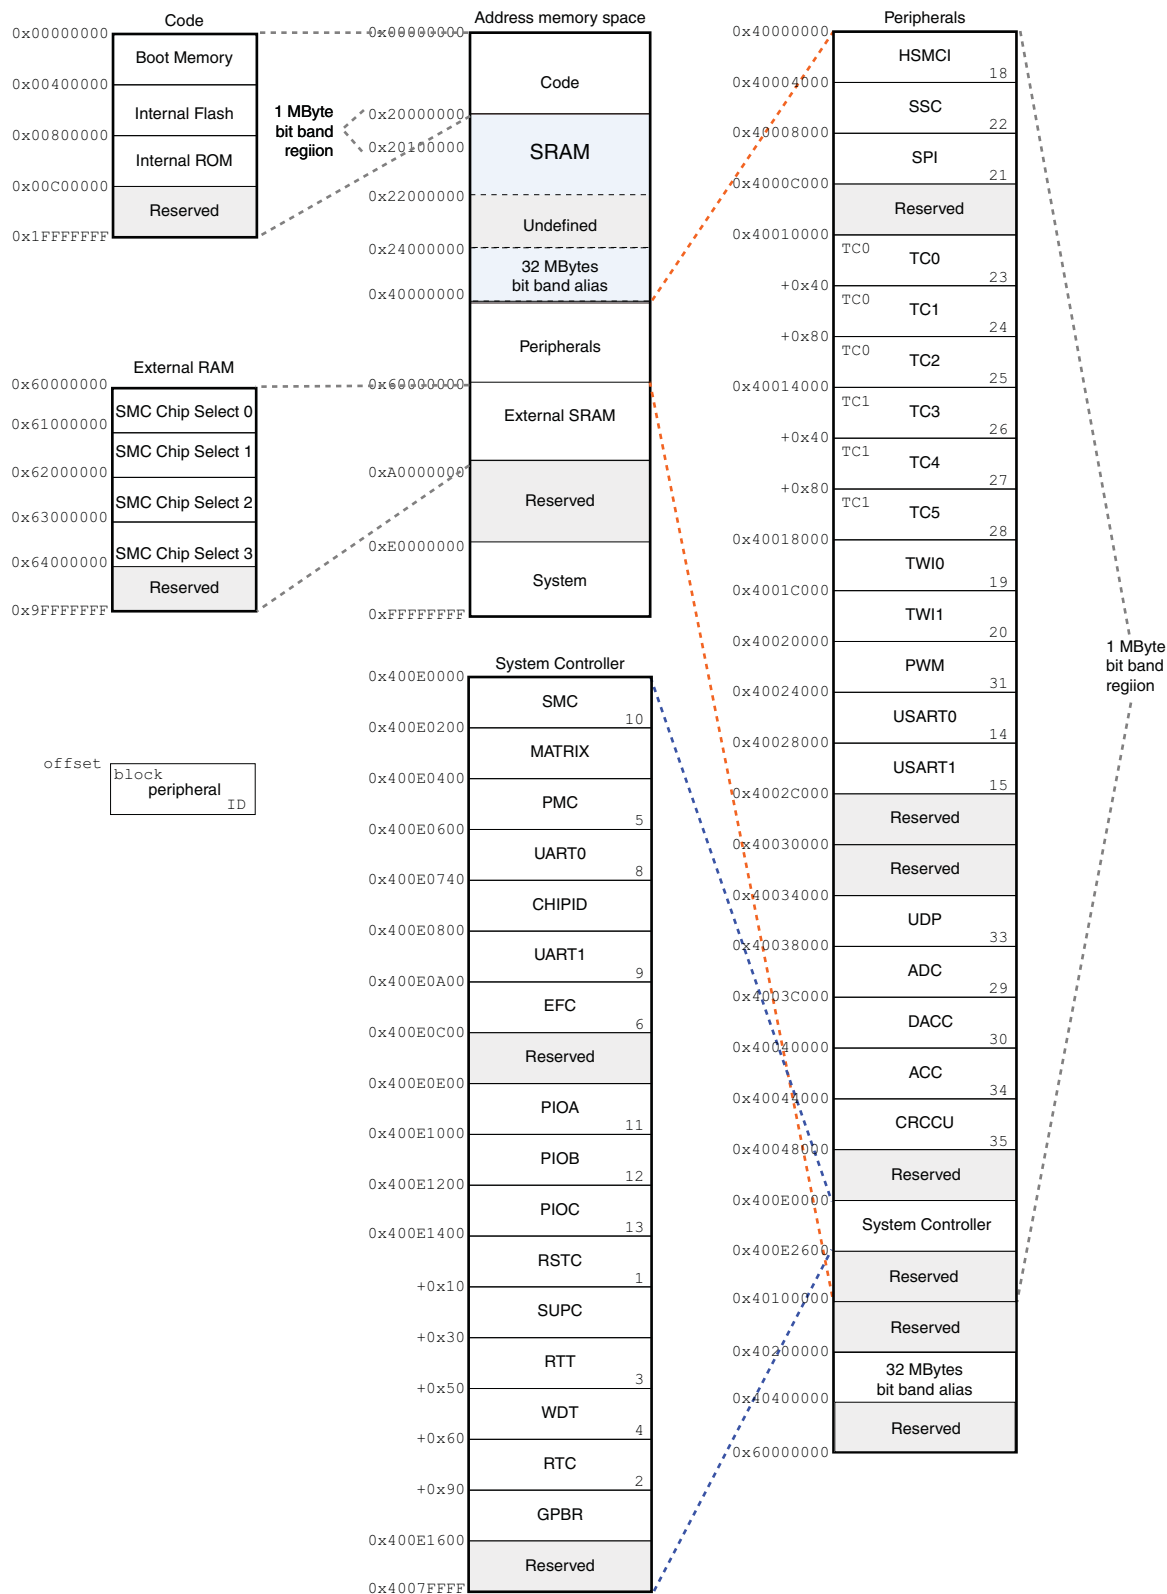 Code
0x00000000
Boot Memory
0x00400000
Internal Flash
0x00800000
Internal ROM
0x00C00000
Reserved
0x1FFFFFFF
1 MByte
bit band
regiion
External RAM
0x60000000
SMC Chip Select 0
0x61000000
SMC Chip Select 1
0x62000000
SMC Chip Select 2
0x63000000
SMC Chip Select 3
0x64000000
Reserved
0x9FFFFFFF
offset
block
peripheral
ID
Address memory space
0x00000000
Code
0x20000000
0x20100000
SRAM
0x22000000
Undefined
0x24000000
32 MBytes
bit band alias
0x40000000
Peripherals
0x60000000
External SRAM
0xA0000000
Reserved
0xE0000000
System
0xFFFFFFFF
System Controller
0x400E0000
SMC
10
0x400E0200
MATRIX
0x400E0400
PMC
5
0x400E0600
UART0
8
0x400E0740
CHIPID
0x400E0800
UART1
9
0x400E0A00
EFC
6
0x400E0C00
Reserved
0x400E0E00
PIOA
11
0x400E1000
PIOB
12
0x400E1200
PIOC
13
0x400E1400
RSTC
1
+0x10
SUPC
+0x30
RTT
3
+0x50
WDT
4
+0x60
RTC
2
+0x90
GPBR
0x400E1600
Reserved
0x4007FFFF
Peripherals
0x40000000
HSMCI
18
0x40004000
SSC
22
0x40008000
SPI
21
0x4000C000
Reserved
0x40010000
TC0
TC0
23
+0x40
TC0
TC1
24
+0x80
TC0
TC2
25
0x40014000
TC1
TC3
26
+0x40
TC1
TC4
27
+0x80
TC1
TC5
28
0x40018000
TWI0
19
0x4001C000
TWI1
20
0x40020000
PWM
31
0x40024000
USART0
14
0x40028000
USART1
15
0x4002C000
Reserved
0x40030000
Reserved
0x40034000
UDP
33
0x40038000
ADC
29
0x4003C000
DACC
30
0x40040000
ACC
34
0x40044000
CRCCU
35
0x40048000
Reserved
0x400E0000
System Controller
0x400E2600
Reserved
0x40100000
Reserved
0x40200000
32 MBytes
bit band alias
0x40400000
Reserved
0x60000000
1 MByte
bit band
regiion